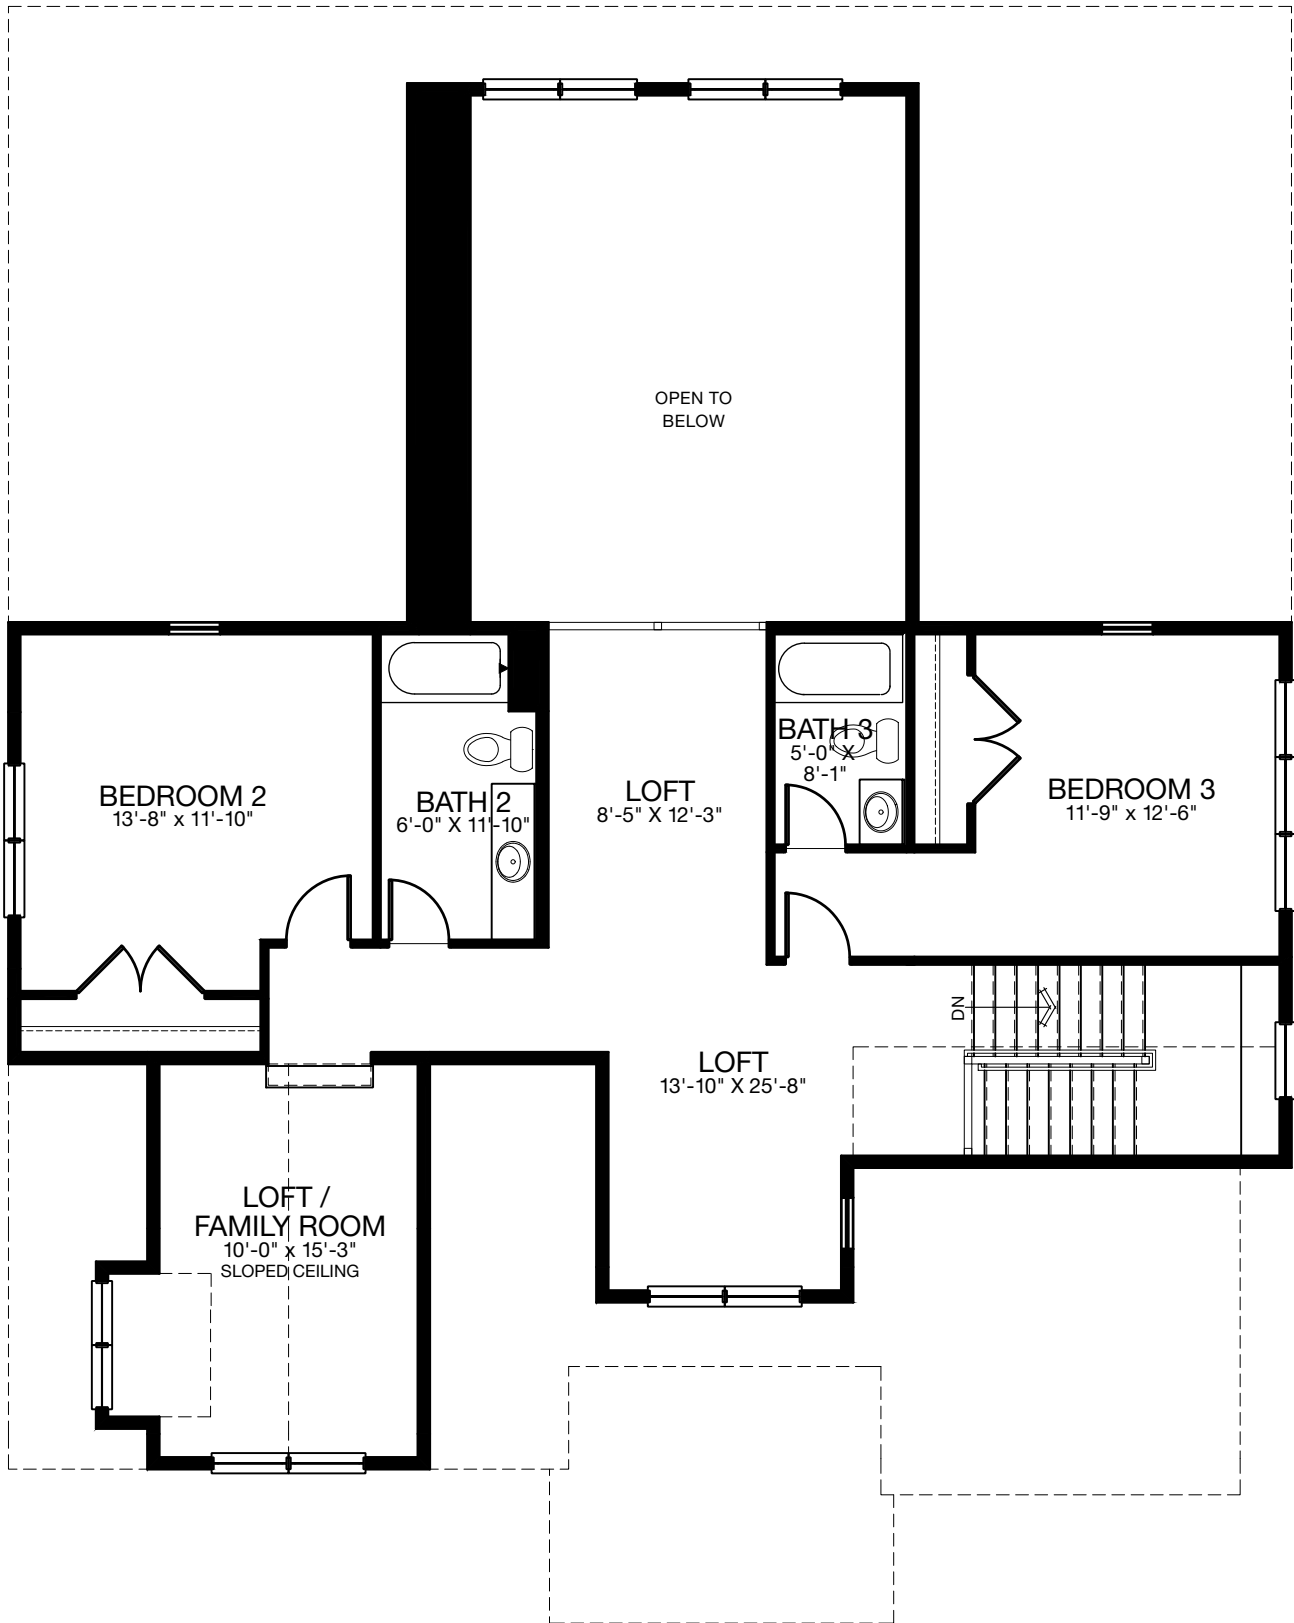 OPEN TO
BELOW
BEDROOM 2
13'-8" x 11'-10"
BATH 2
6'-0" X 11'-10"
LOFT
8'-5" X 12'-3"
BATH 3
5'-0" X
8'-1"
BEDROOM 3
11'-9" x 12'-6"
DN
LOFT
13'-10" X 25'-8"
LOFT /
FAMILY ROOM
10'-0" x 15'-3"
SLOPED CEILING